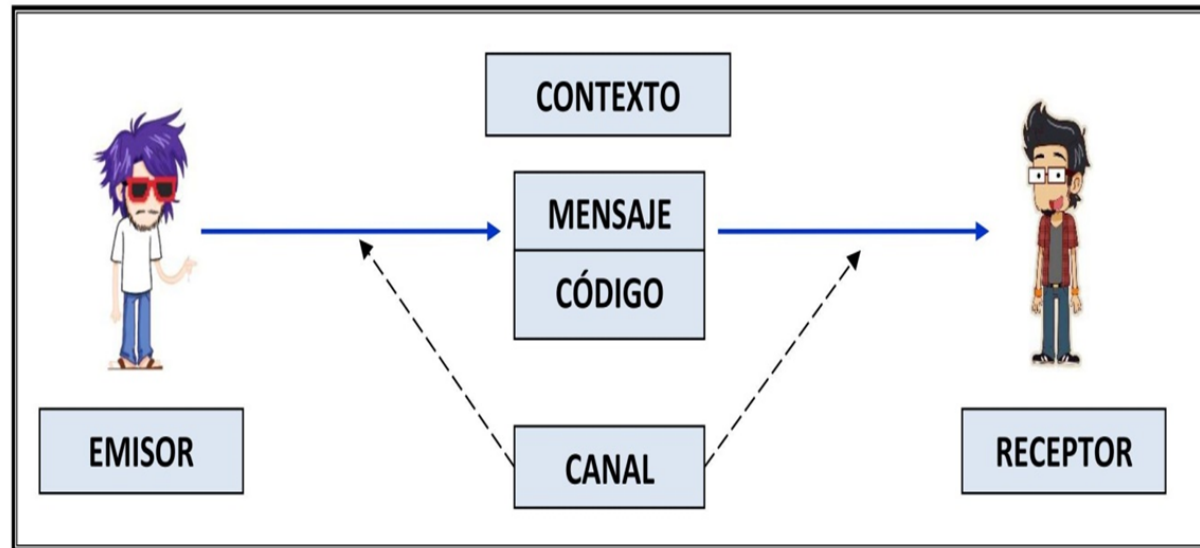 CONTEXTO
MENSAJE
CÓDIGO
EMISOR
CANAL
RECEPTOR